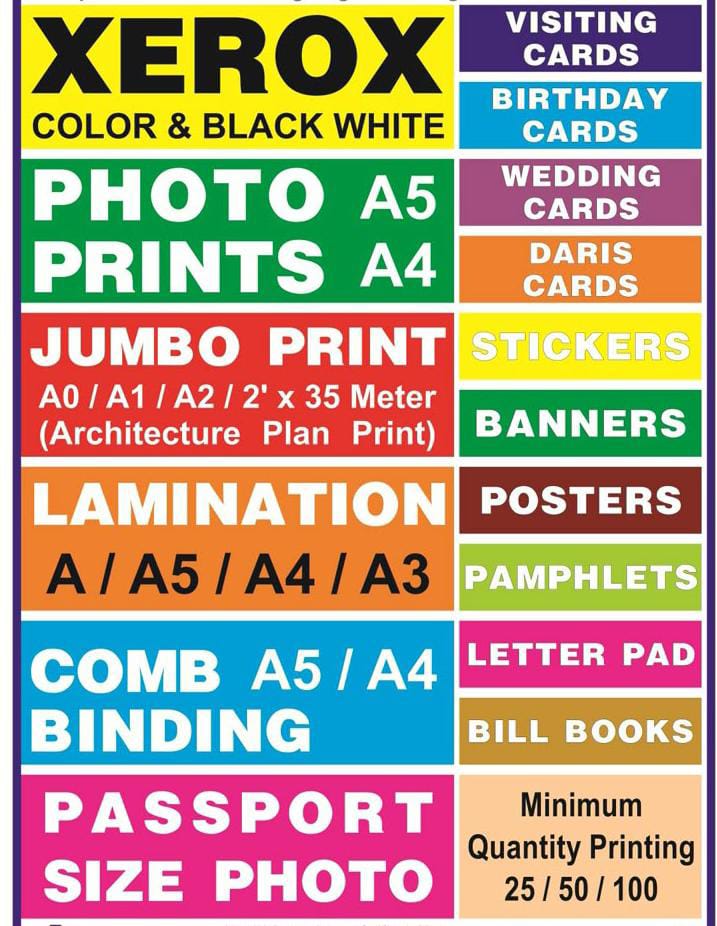 XEROX
COLOR & BLACK WHITE
PHOTO A5
PRINTS A4
JUMBO PRINT
A0 / A1 / A2 / 2' x 35 Meter
(Architecture Plan Print)
LAMINATION
A / A5 / A4 / A3
COMB A5 / A4
BINDING
PASSPORT
SIZE PHOTO
VISITING
CARDS
BIRTHDAY
CARDS
WEDDING
CARDS
DARIS
CARDS
STICKERS
BANNERS
POSTERS
PAMPHLETS
LETTER PAD
BILL BOOKS
Minimum
Quantity Printing
25 / 50 / 100